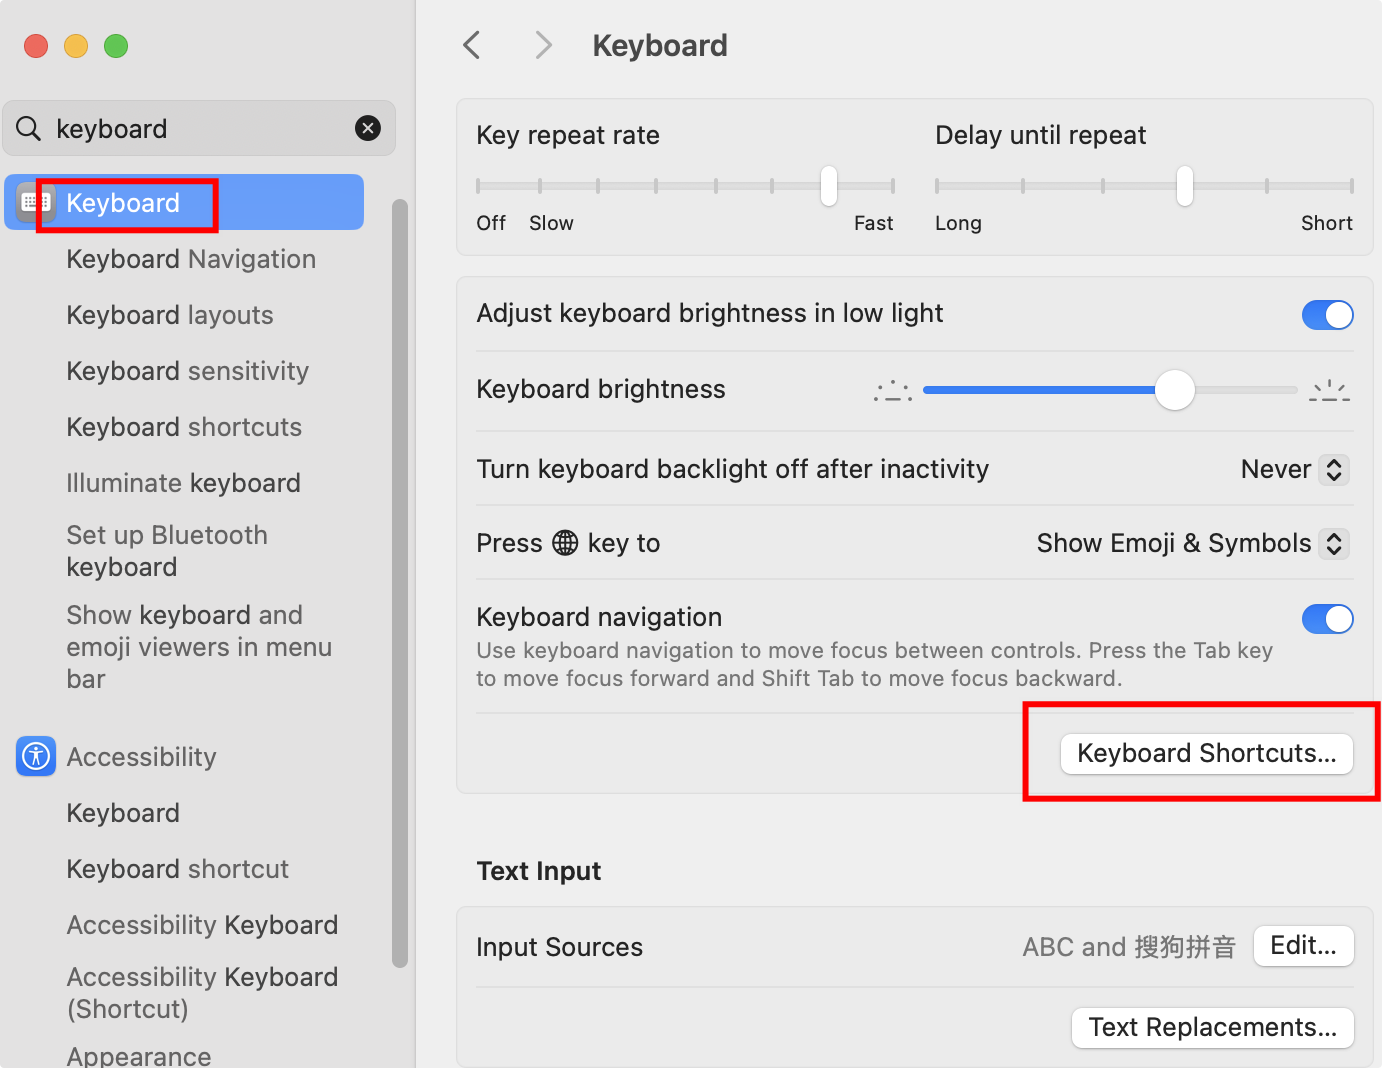 keyboard
Keyboard
Keyboard Navigation
Keyboard layouts
Keyboard sensitivity
Keyboard shortcuts
Illuminate keyboard
Set up Bluetooth
keyboard
Show keyboard and
emoji viewers in menu
bar
Accessibility
Keyboard
Keyboard shortcut
Accessibility Keyboard
Accessibility Keyboard
(Shortcut)
Appearance
Keyboard
Key repeat rate
Off Slow Fast
Delay until repeat
Long Short
Adjust keyboard brightness in low light
Keyboard brightness
Turn keyboard backlight off after inactivity Never
Press key to Show Emoji & Symbols
Keyboard navigation
Use keyboard navigation to move focus between controls. Press the Tab key
to move focus forward and Shift Tab to move focus backward.
Keyboard Shortcuts...
Text Input
Input Sources ABC and 搜狗拼音 Edit...
Text Replacements...